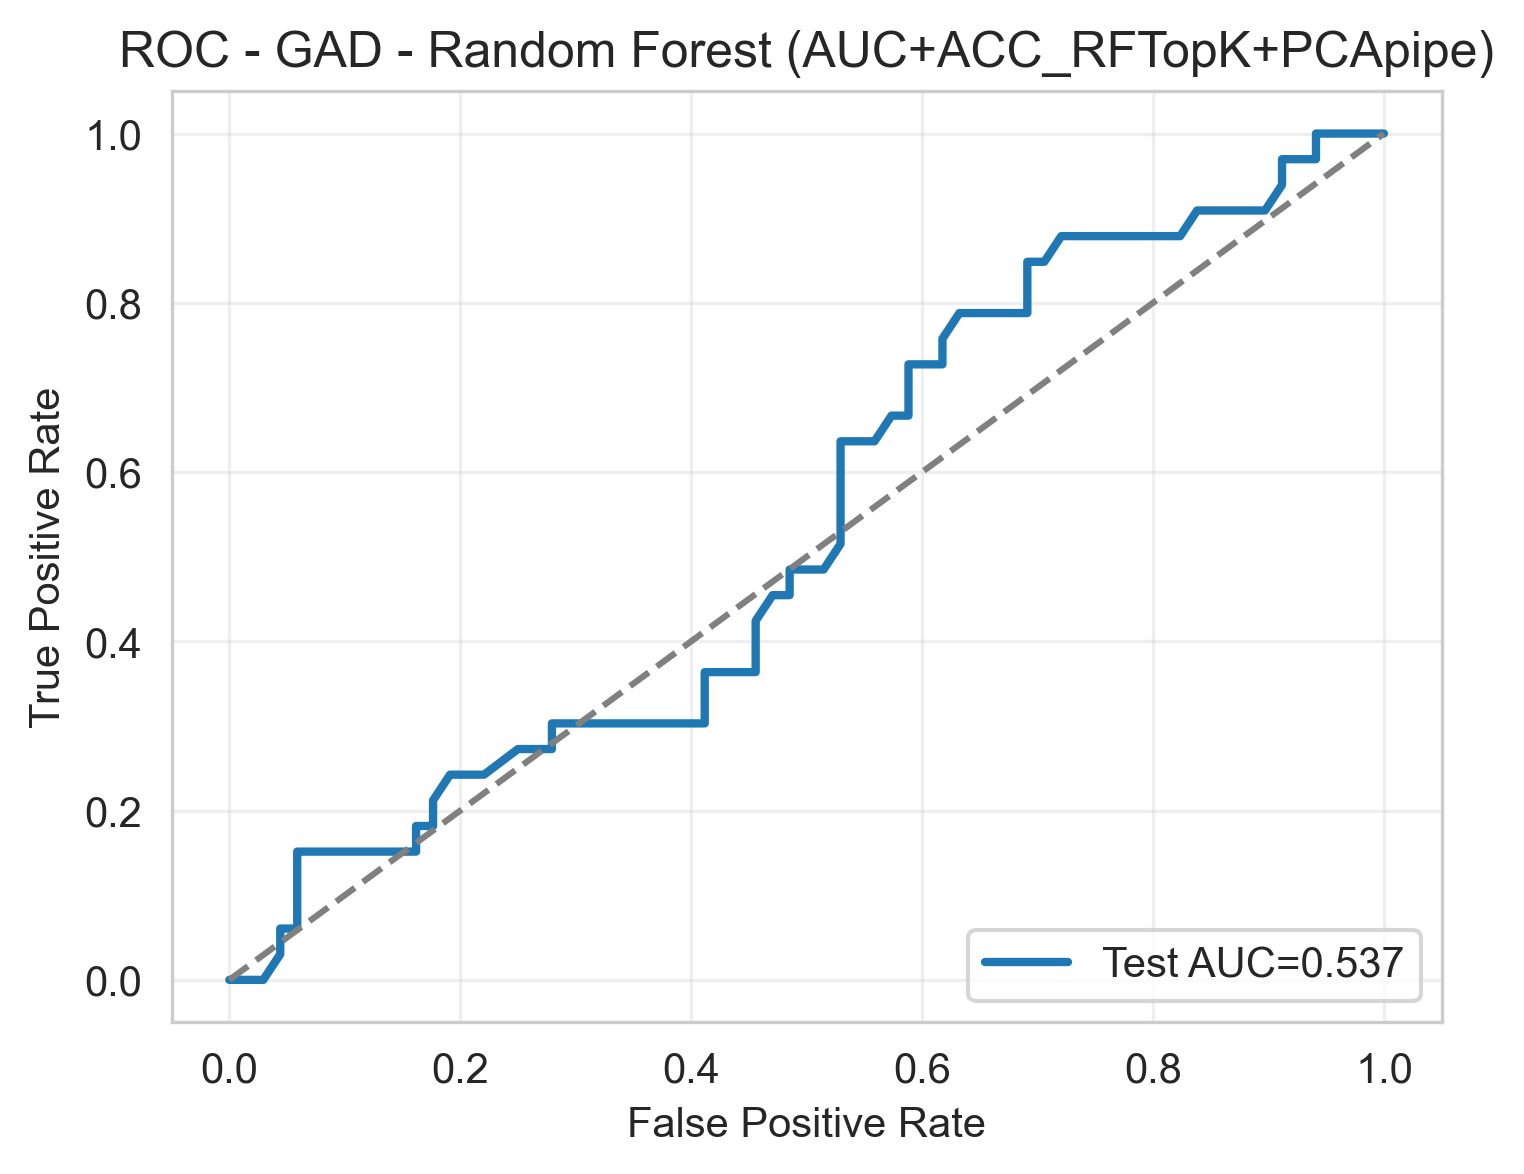 ROC - GAD - Random Forest (AUC+ACC_RFTopK+PCApipe)
1.0
0.8
0.6
0.4
0.2
0.0
True Positive Rate
Test AUC=0.537
0.0 0.2 0.4 0.6 0.8 1.0
False Positive Rate